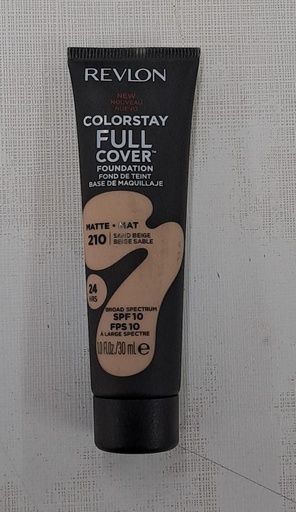 REVLON
NEW
NOUVEAU
NUEVO
COLORSTAY
FULL
COVER™
FOUNDATION
FOND DE TEINT
BASE DE MAQUILLAJE
MATTE • MAT
210 SAND BEIGE
BEIGE SABLE
24
HRS
BROAD SPECTRUM
SPF 10
FPS 10
À LARGE SPECTRE
1.0 Fl.Oz./30 mL e